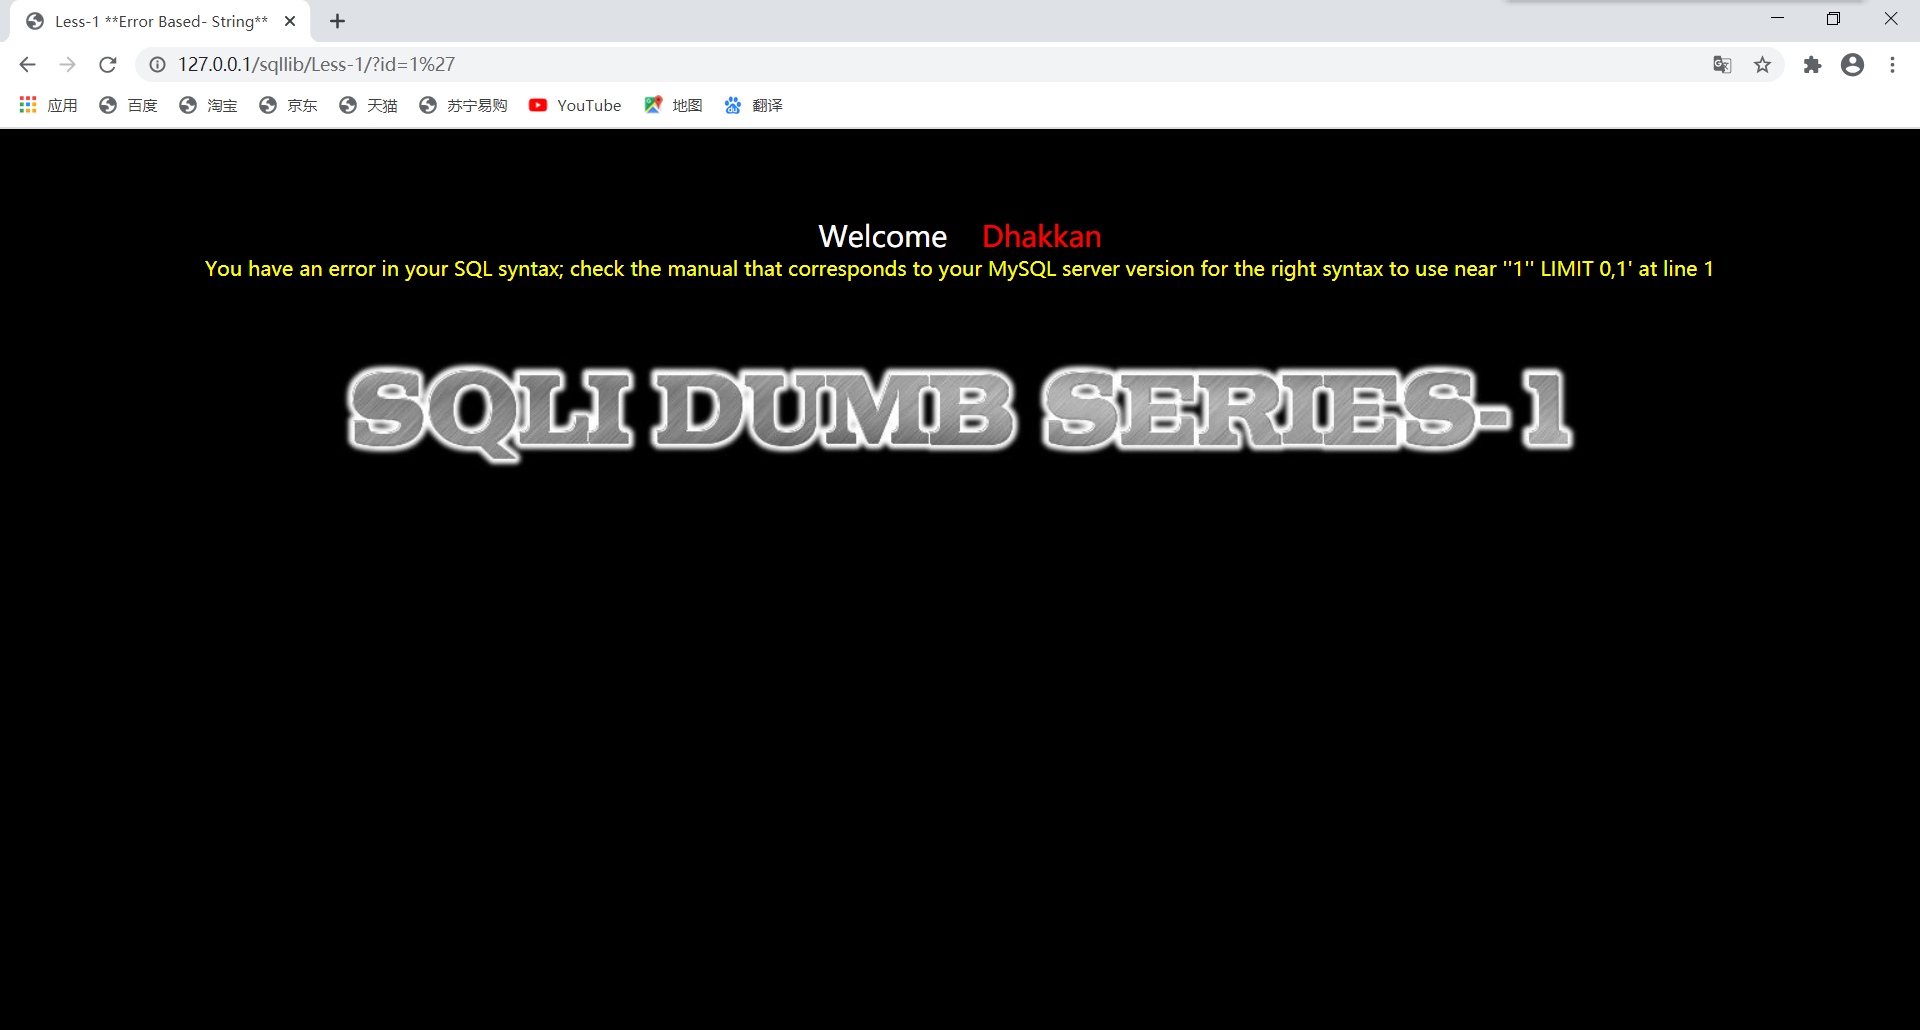 Less-1 **Error Based- String**
127.0.0.1/sqllib/Less-1/?id=1%27
应用 百度 淘宝 京东 天猫 苏宁易购 YouTube 地图 翻译
Welcome Dhakkan
You have an error in your SQL syntax; check the manual that corresponds to your MySQL server version for the right syntax to use near ''1'' LIMIT 0,1' at line 1
SQLI DUMB SERIES-1